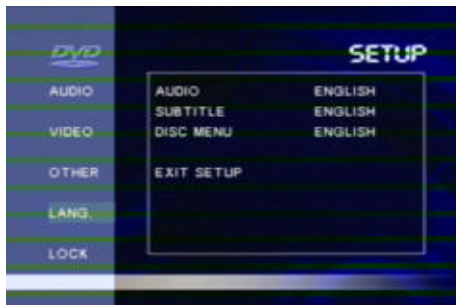 DVD
SETUP
AUDIO
VIDEO
OTHER
LANG.
LOCK
AUDIO ENGLISH
SUBTITLE ENGLISH
DISC MENU ENGLISH
EXIT SETUP